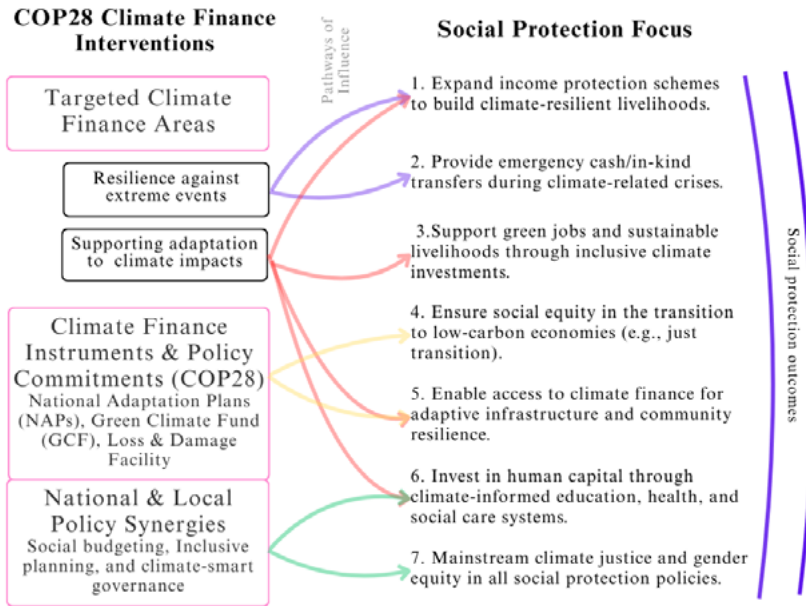 COP28 Climate Finance
Interventions
Pathways of
Influence
Social Protection Focus
Targeted Climate
Finance Areas
Resilience against
extreme events
Supporting adaptation
to climate impacts
Climate Finance
Instruments & Policy
Commitments (COP28)
National Adaptation Plans
(NAPs), Green Climate Fund
(GCF), Loss & Damage
Facility
National & Local
Policy Synergies
Social budgeting, Inclusive
planning, and climate-smart
governance
1. Expand income protection schemes
to build climate-resilient livelihoods.
2. Provide emergency cash/in-kind
transfers during climate-related crises.
3.Support green jobs and sustainable
livelihoods through inclusive climate
investments.
4. Ensure social equity in the transition
to low-carbon economies (e.g., just
transition).
5. Enable access to climate finance for
adaptive infrastructure and community
resilience.
6. Invest in human capital through
climate-informed education, health, and
social care systems.
7. Mainstream climate justice and gender
equity in all social protection policies.
Social protection outcomes